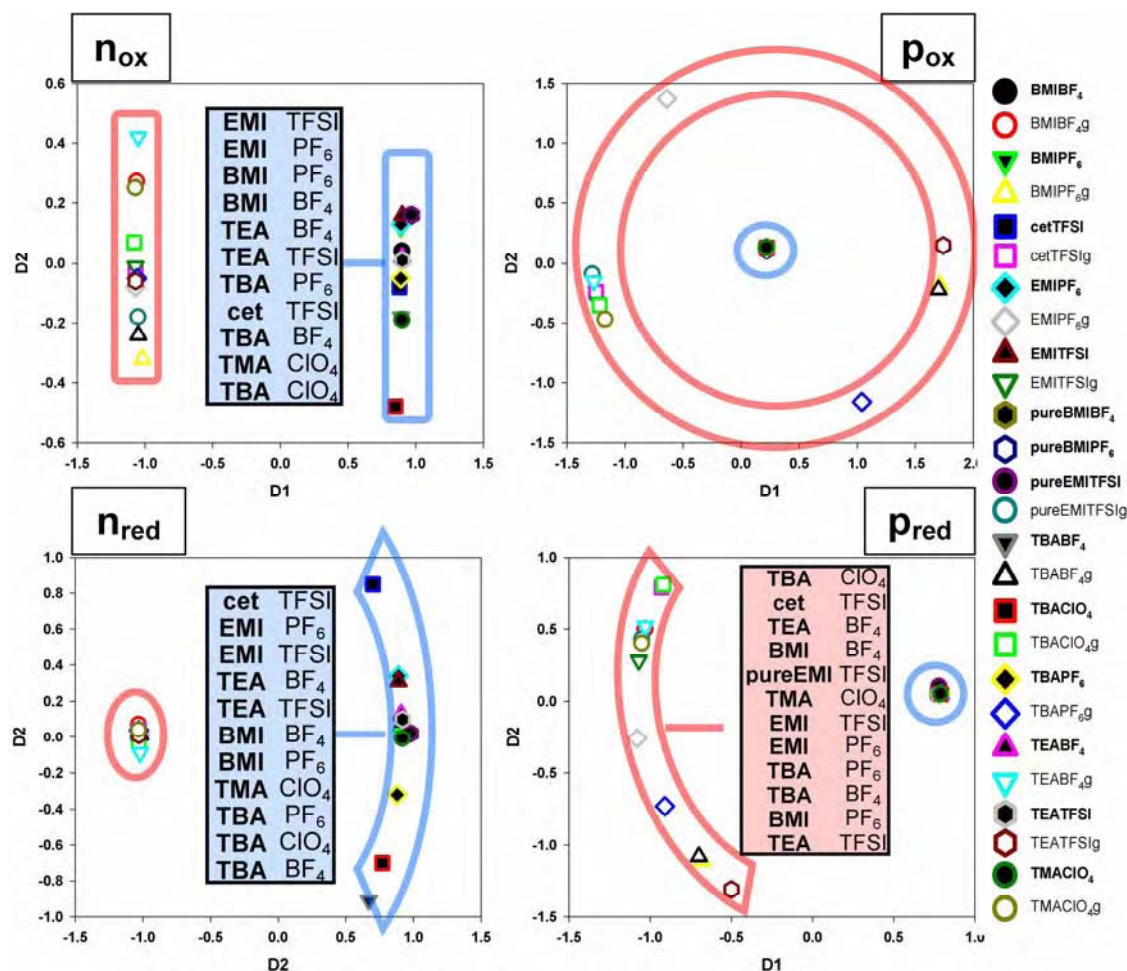 n_ox
0.6
0.4
0.2
0.0
-0.2
-0.4
-0.6
D2
-1.5 -1.0 -0.5 0.0 0.5 1.0 1.5
D1
EMI TFSI
EMI PF₆
BMI PF₆
BMI BF₄
TEA BF₄
TEA TFSI
TBA PF₆
cet TFSI
TBA BF₄
TMA ClO₄
TBA ClO₄
p_ox
1.5
1.0
0.5
0.0
-0.5
-1.0
-1.5
D2
-1.5 -1.0 -0.5 0.0 0.5 1.0 1.5 2.0
D1
n_red
1.0
0.8
0.6
0.4
0.2
0.0
-0.2
-0.4
-0.6
-0.8
-1.0
D2
-1.5 -1.0 -0.5 0.0 0.5 1.0 1.5
D2
cet TFSI
EMI PF₆
EMI TFSI
TEA BF₄
TEA TFSI
BMI BF₄
BMI PF₆
TMA ClO₄
TBA PF₆
TBA ClO₄
TBA BF₄
p_red
1.0
0.5
0.0
-0.5
-1.0
-1.5
D2
-1.5 -1.0 -0.5 0.0 0.5 1.0
D1
TBA ClO₄
cet TFSI
TEA BF₄
BMI BF₄
pureEMI TFSI
TMA ClO₄
EMI TFSI
EMI PF₆
TBA PF₆
TBA BF₄
BMI PF₆
TEA TFSI
BMIBF₄
BMIBF₄g
BMIPF₆
BMIPF₆g
cetTFSI
cetTFSIg
EMIPF₆
EMIPF₆g
EMITFSI
EMITFSIg
pureBMIBF₄
pureBMIPF₆
pureEMITFSI
pureEMITFSIg
TBABF₄
TBABF₄g
TBAClO₄
TBAClO₄g
TBAPF₆
TBAPF₆g
TEABF₄
TEABF₄g
TEATFSI
TEATFSIg
TMAClO₄
TMAClO₄g